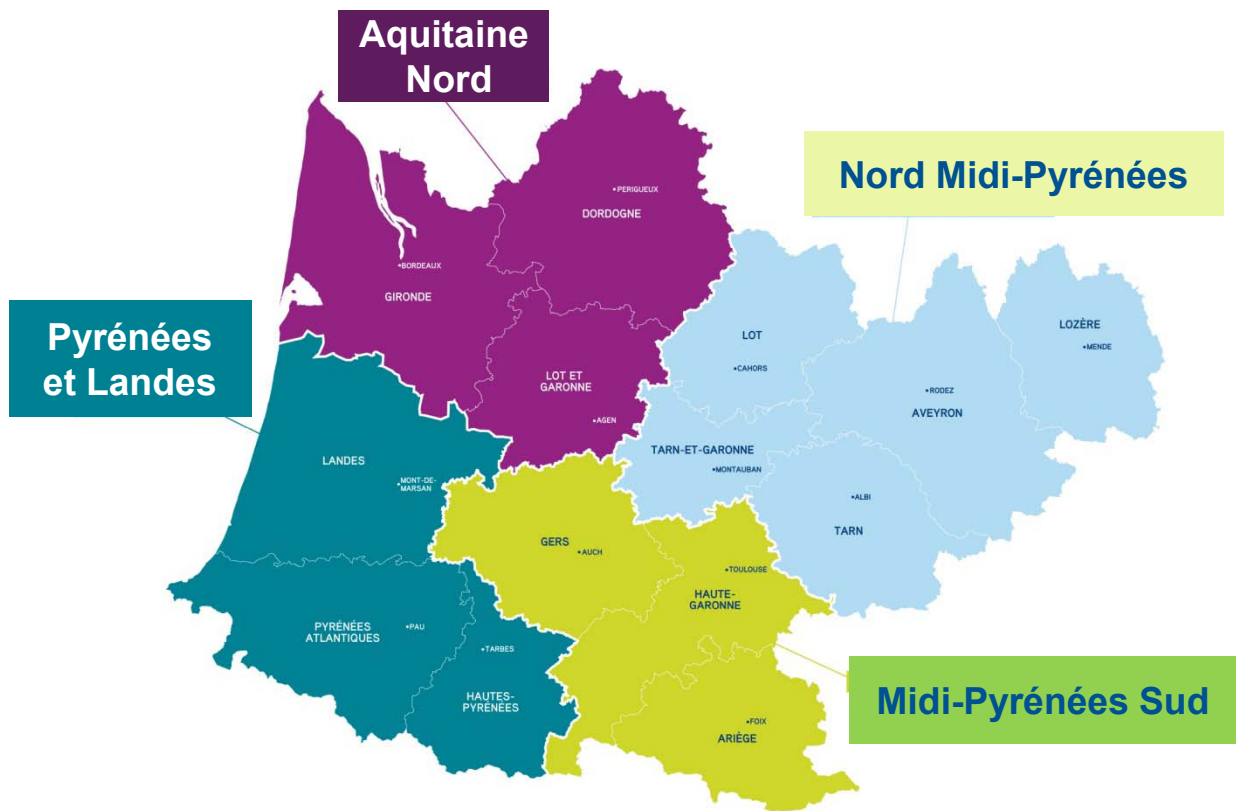 Aquitaine
Nord
Nord Midi-Pyrénées
Pyrénées
et Landes
Midi-Pyrénées Sud
PERIGUEUX
DORDOGNE
BORDEAUX
GIRONDE
LOT ET
GARONNE
AGEN
LOT
CAHORS
LOZÈRE
MENDE
RODEZ
AVEYRON
TARN-ET-GARONNE
MONTAUBAN
ALBI
TARN
LANDES
MONT-DE-
MARSAN
GERS
AUCH
TOULOUSE
HAUTE-
GARONNE
PYRÉNÉES
ATLANTIQUES
PAU
TARBES
HAUTES-
PYRÉNÉES
FOIX
ARIÈGE